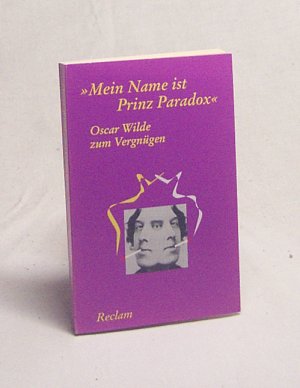 »Mein Name ist
Prinz Paradox«
Oscar Wilde
zum Vergnügen
Reclam